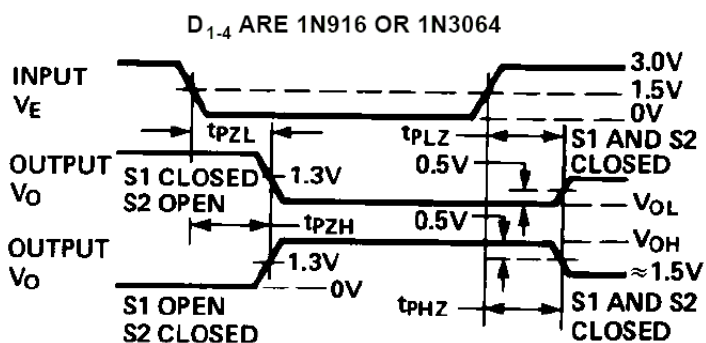 D1-4 ARE 1N916 OR 1N3064
INPUT
VE
3.0V
1.5V
0V
tPZL
tPLZ
S1 AND S2
CLOSED
OUTPUT
VO
S1 CLOSED
S2 OPEN
1.3V
0.5V
VOL
tPZH
0.5V
VOH
OUTPUT
VO
1.3V
0V
≈1.5V
S1 OPEN
S2 CLOSED
tPHZ
S1 AND S2
CLOSED